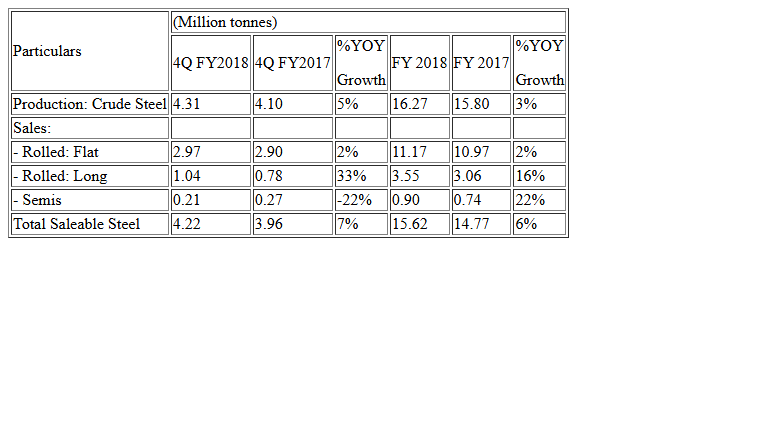 Particulars
(Million tonnes)
4Q FY2018 4Q FY2017 %YOY Growth FY 2018 FY 2017 %YOY Growth
Production: Crude Steel 4.31 4.10 5% 16.27 15.80 3%
Sales:
- Rolled: Flat 2.97 2.90 2% 11.17 10.97 2%
- Rolled: Long 1.04 0.78 33% 3.55 3.06 16%
- Semis 0.21 0.27 -22% 0.90 0.74 22%
Total Saleable Steel 4.22 3.96 7% 15.62 14.77 6%